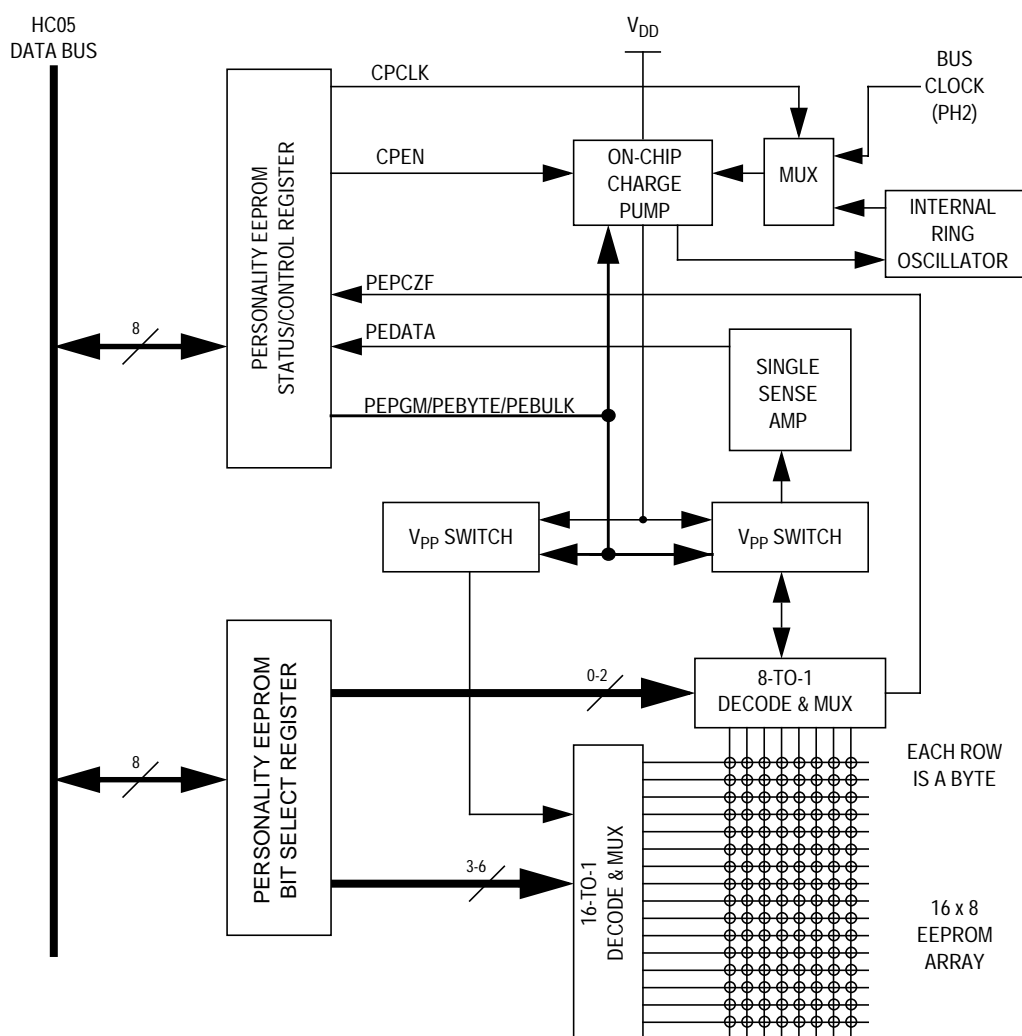 HC05
DATA BUS
V_DD
BUS
CLOCK
(PH2)
CPCLK
CPEN
ON-CHIP
CHARGE
PUMP
MUX
INTERNAL
RING
OSCILLATOR
PERSONALITY EEPROM
STATUS/CONTROL REGISTER
8
PEPCZF
PEDATA
SINGLE
SENSE
AMP
PEPGM/PEBYTE/PEBULK
V_PP SWITCH
V_PP SWITCH
PERSONALITY EEPROM
BIT SELECT REGISTER
8
0-2
8-TO-1
DECODE & MUX
EACH ROW
IS A BYTE
3-6
16-TO-1
DECODE & MUX
16 x 8
EEPROM
ARRAY